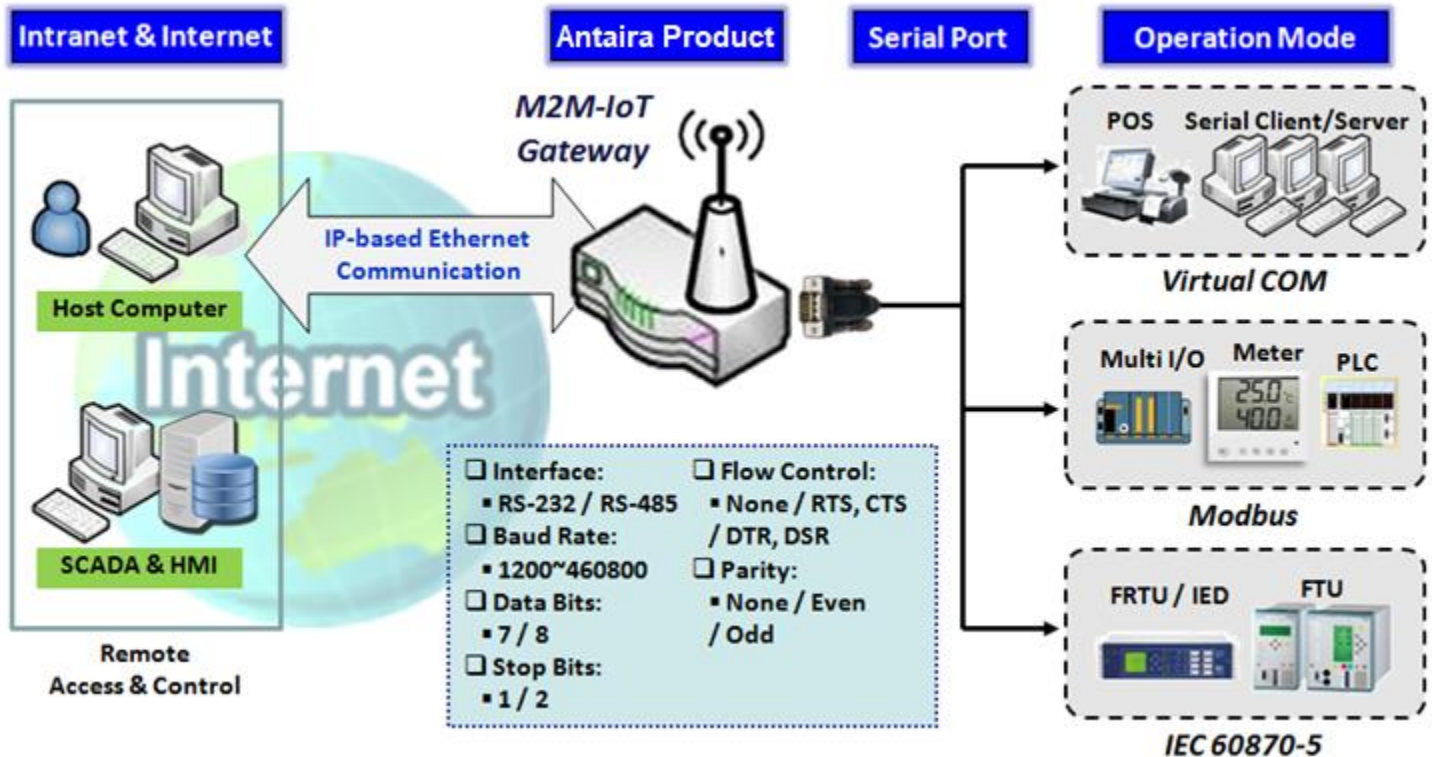 Intranet & Internet
Antaira Product
Serial Port
Operation Mode
M2M-IoT
Gateway
IP-based Ethernet
Communication
Host Computer
Internet
SCADA & HMI
Remote
Access & Control
❑ Interface:
▪ RS-232 / RS-485
❑ Baud Rate:
▪ 1200~460800
❑ Data Bits:
▪ 7 / 8
❑ Stop Bits:
▪ 1 / 2
❑ Flow Control:
▪ None / RTS, CTS
/ DTR, DSR
❑ Parity:
▪ None / Even
/ Odd
POS
Serial Client/Server
Virtual COM
Multi I/O
Meter
PLC
25.0
40.0
Modbus
FRTU / IED
FTU
IEC 60870-5